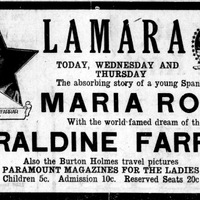 LAMARA
TODAY, WEDNESDAY AND
THURSDAY
The absorbing story of a young Span
MARIA RO
With the world-famed dream of the
RALDINE FARR
Also the Burton Holmes travel pictures
PARAMOUNT MAGAZINES FOR THE LADIES
Children 5c. Admission 10c. Reserved Seats 20c